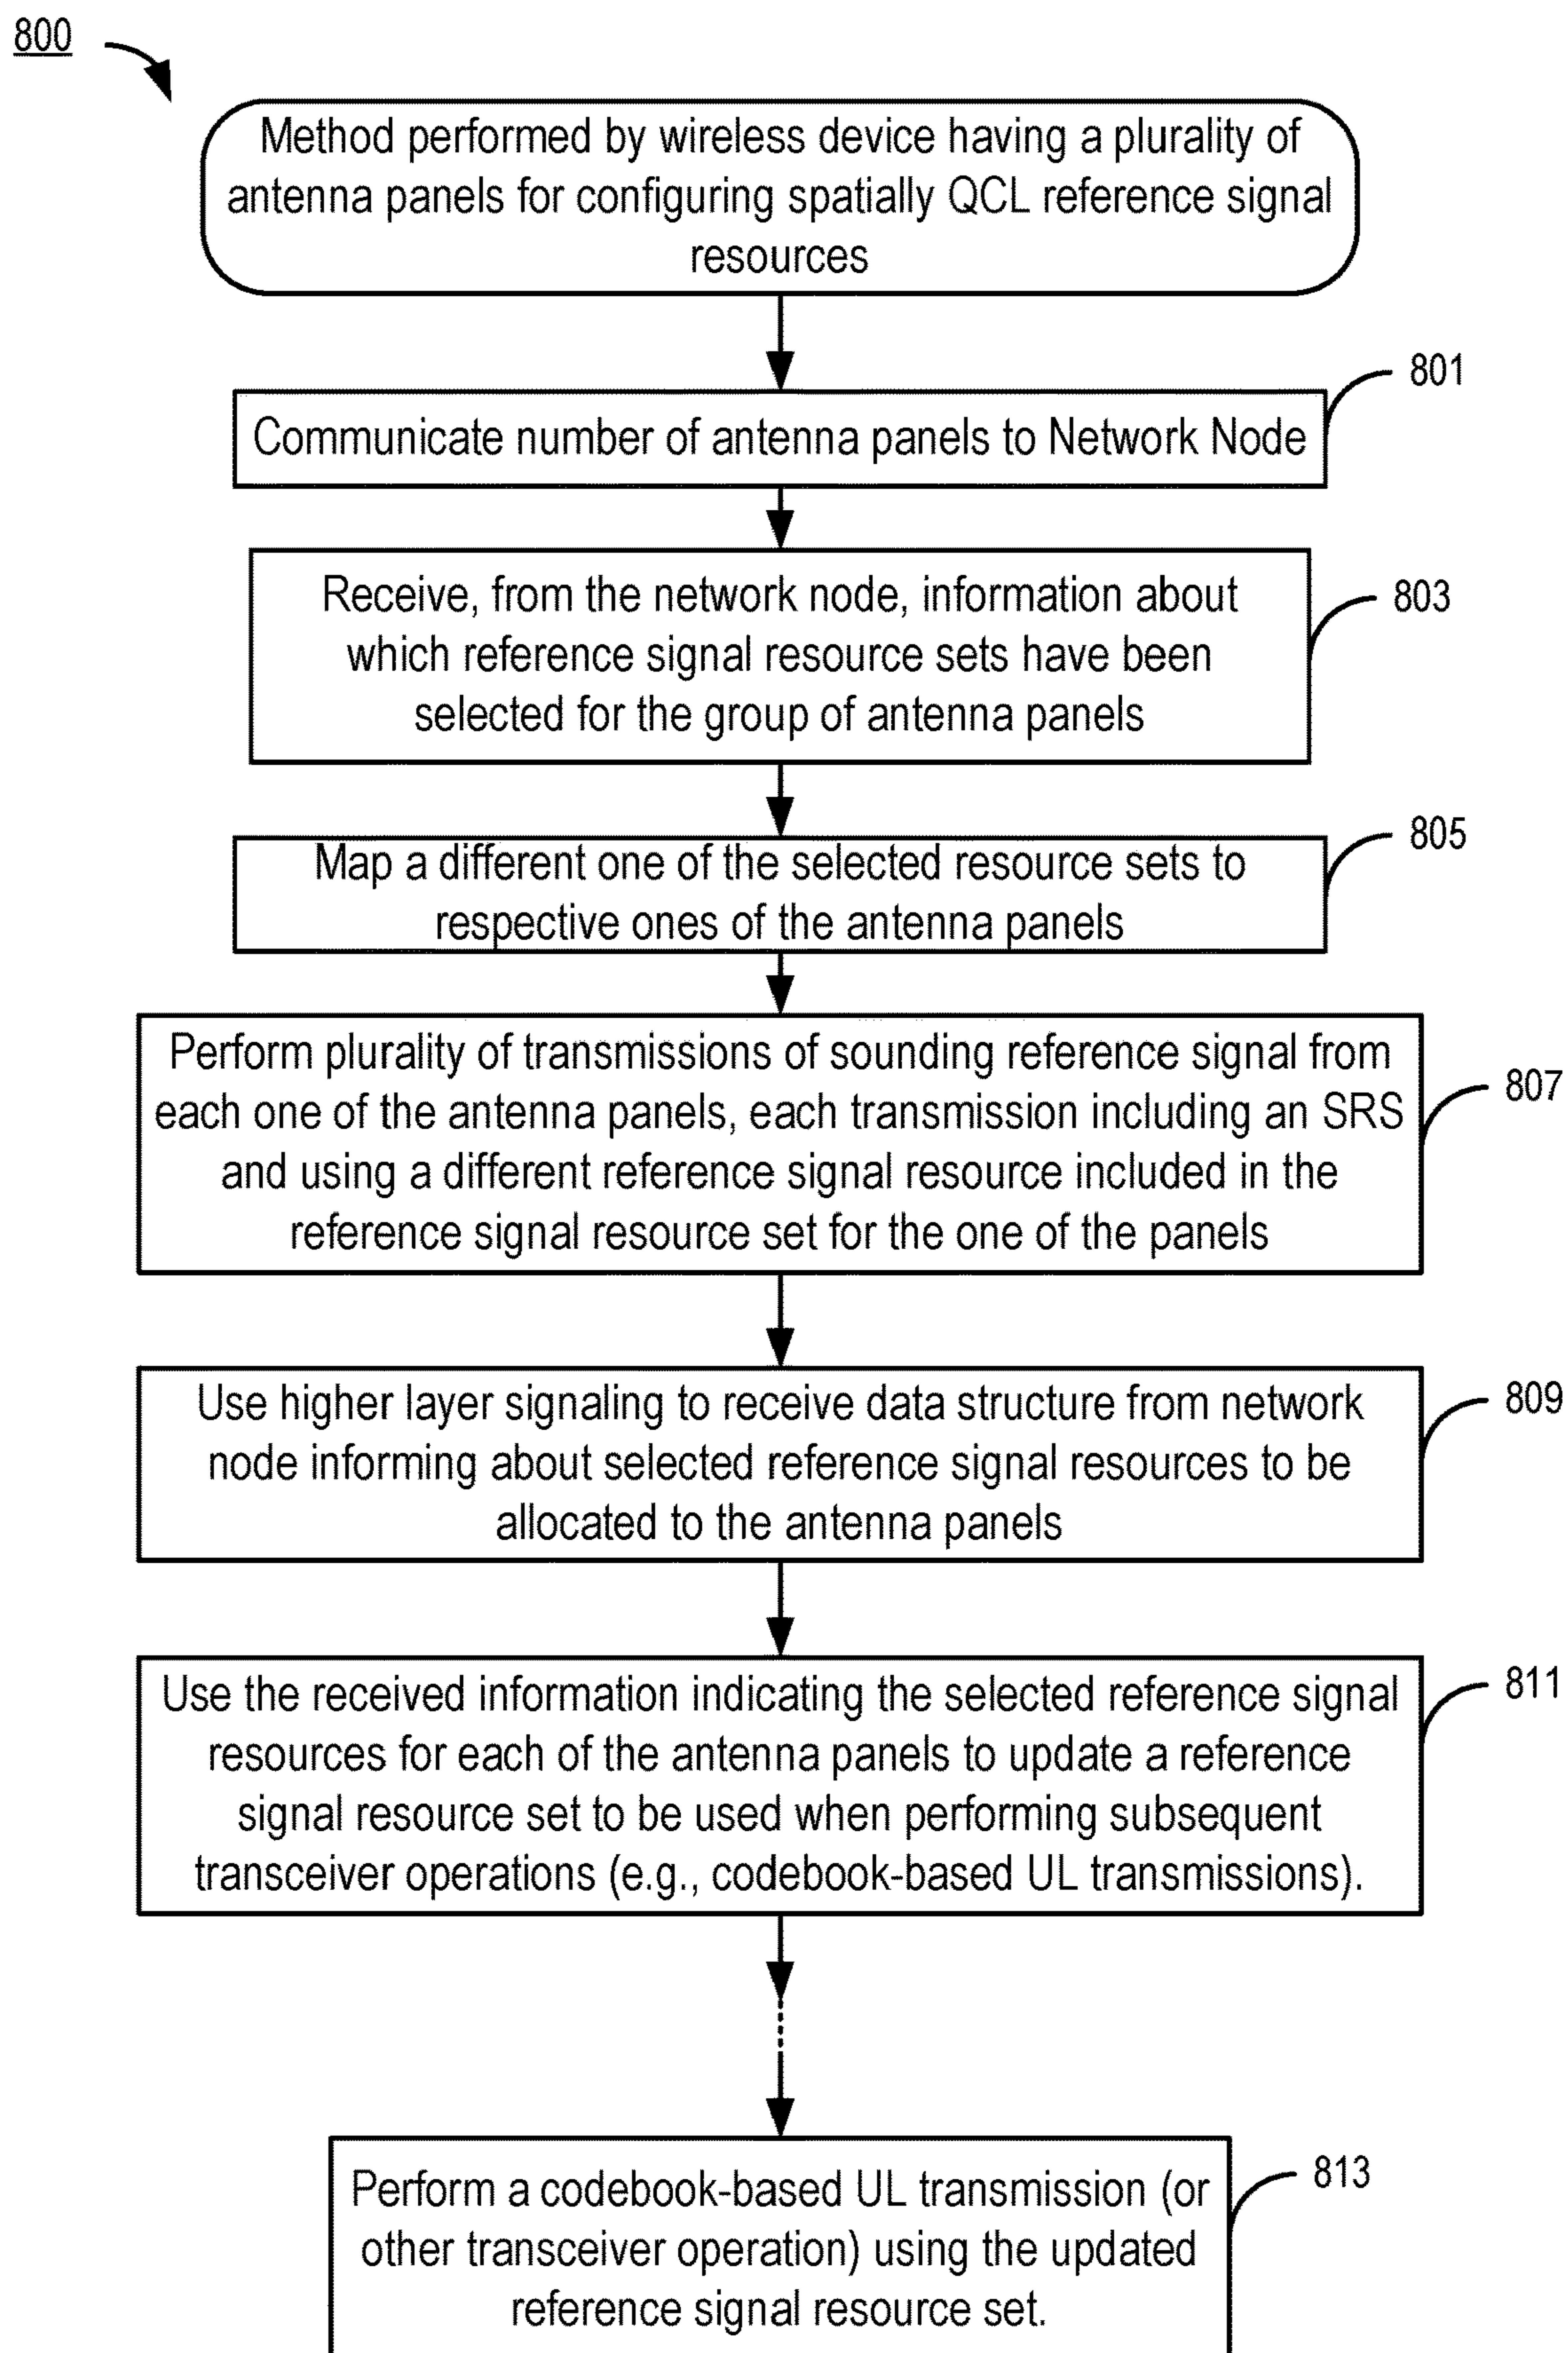 800
Method performed by wireless device having a plurality of
antenna panels for configuring spatially QCL reference signal
resources
801
Communicate number of antenna panels to Network Node
803
Receive, from the network node, information about
which reference signal resource sets have been
selected for the group of antenna panels
805
Map a different one of the selected resource sets to
respective ones of the antenna panels
807
Perform plurality of transmissions of sounding reference signal from
each one of the antenna panels, each transmission including an SRS
and using a different reference signal resource included in the
reference signal resource set for the one of the panels
809
Use higher layer signaling to receive data structure from network
node informing about selected reference signal resources to be
allocated to the antenna panels
811
Use the received information indicating the selected reference signal
resources for each of the antenna panels to update a reference
signal resource set to be used when performing subsequent
transceiver operations (e.g., codebook-based UL transmissions).
813
Perform a codebook-based UL transmission (or
other transceiver operation) using the updated
reference signal resource set.